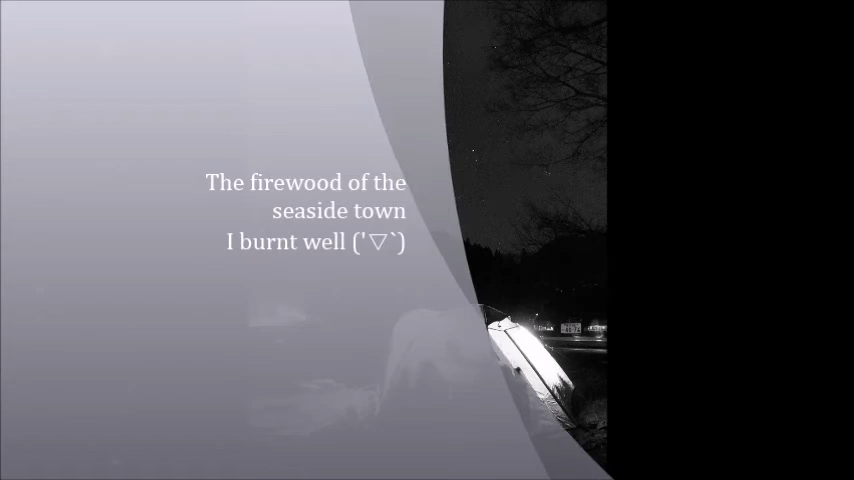 The firewood of the
seaside town
I burnt well ('▽`)